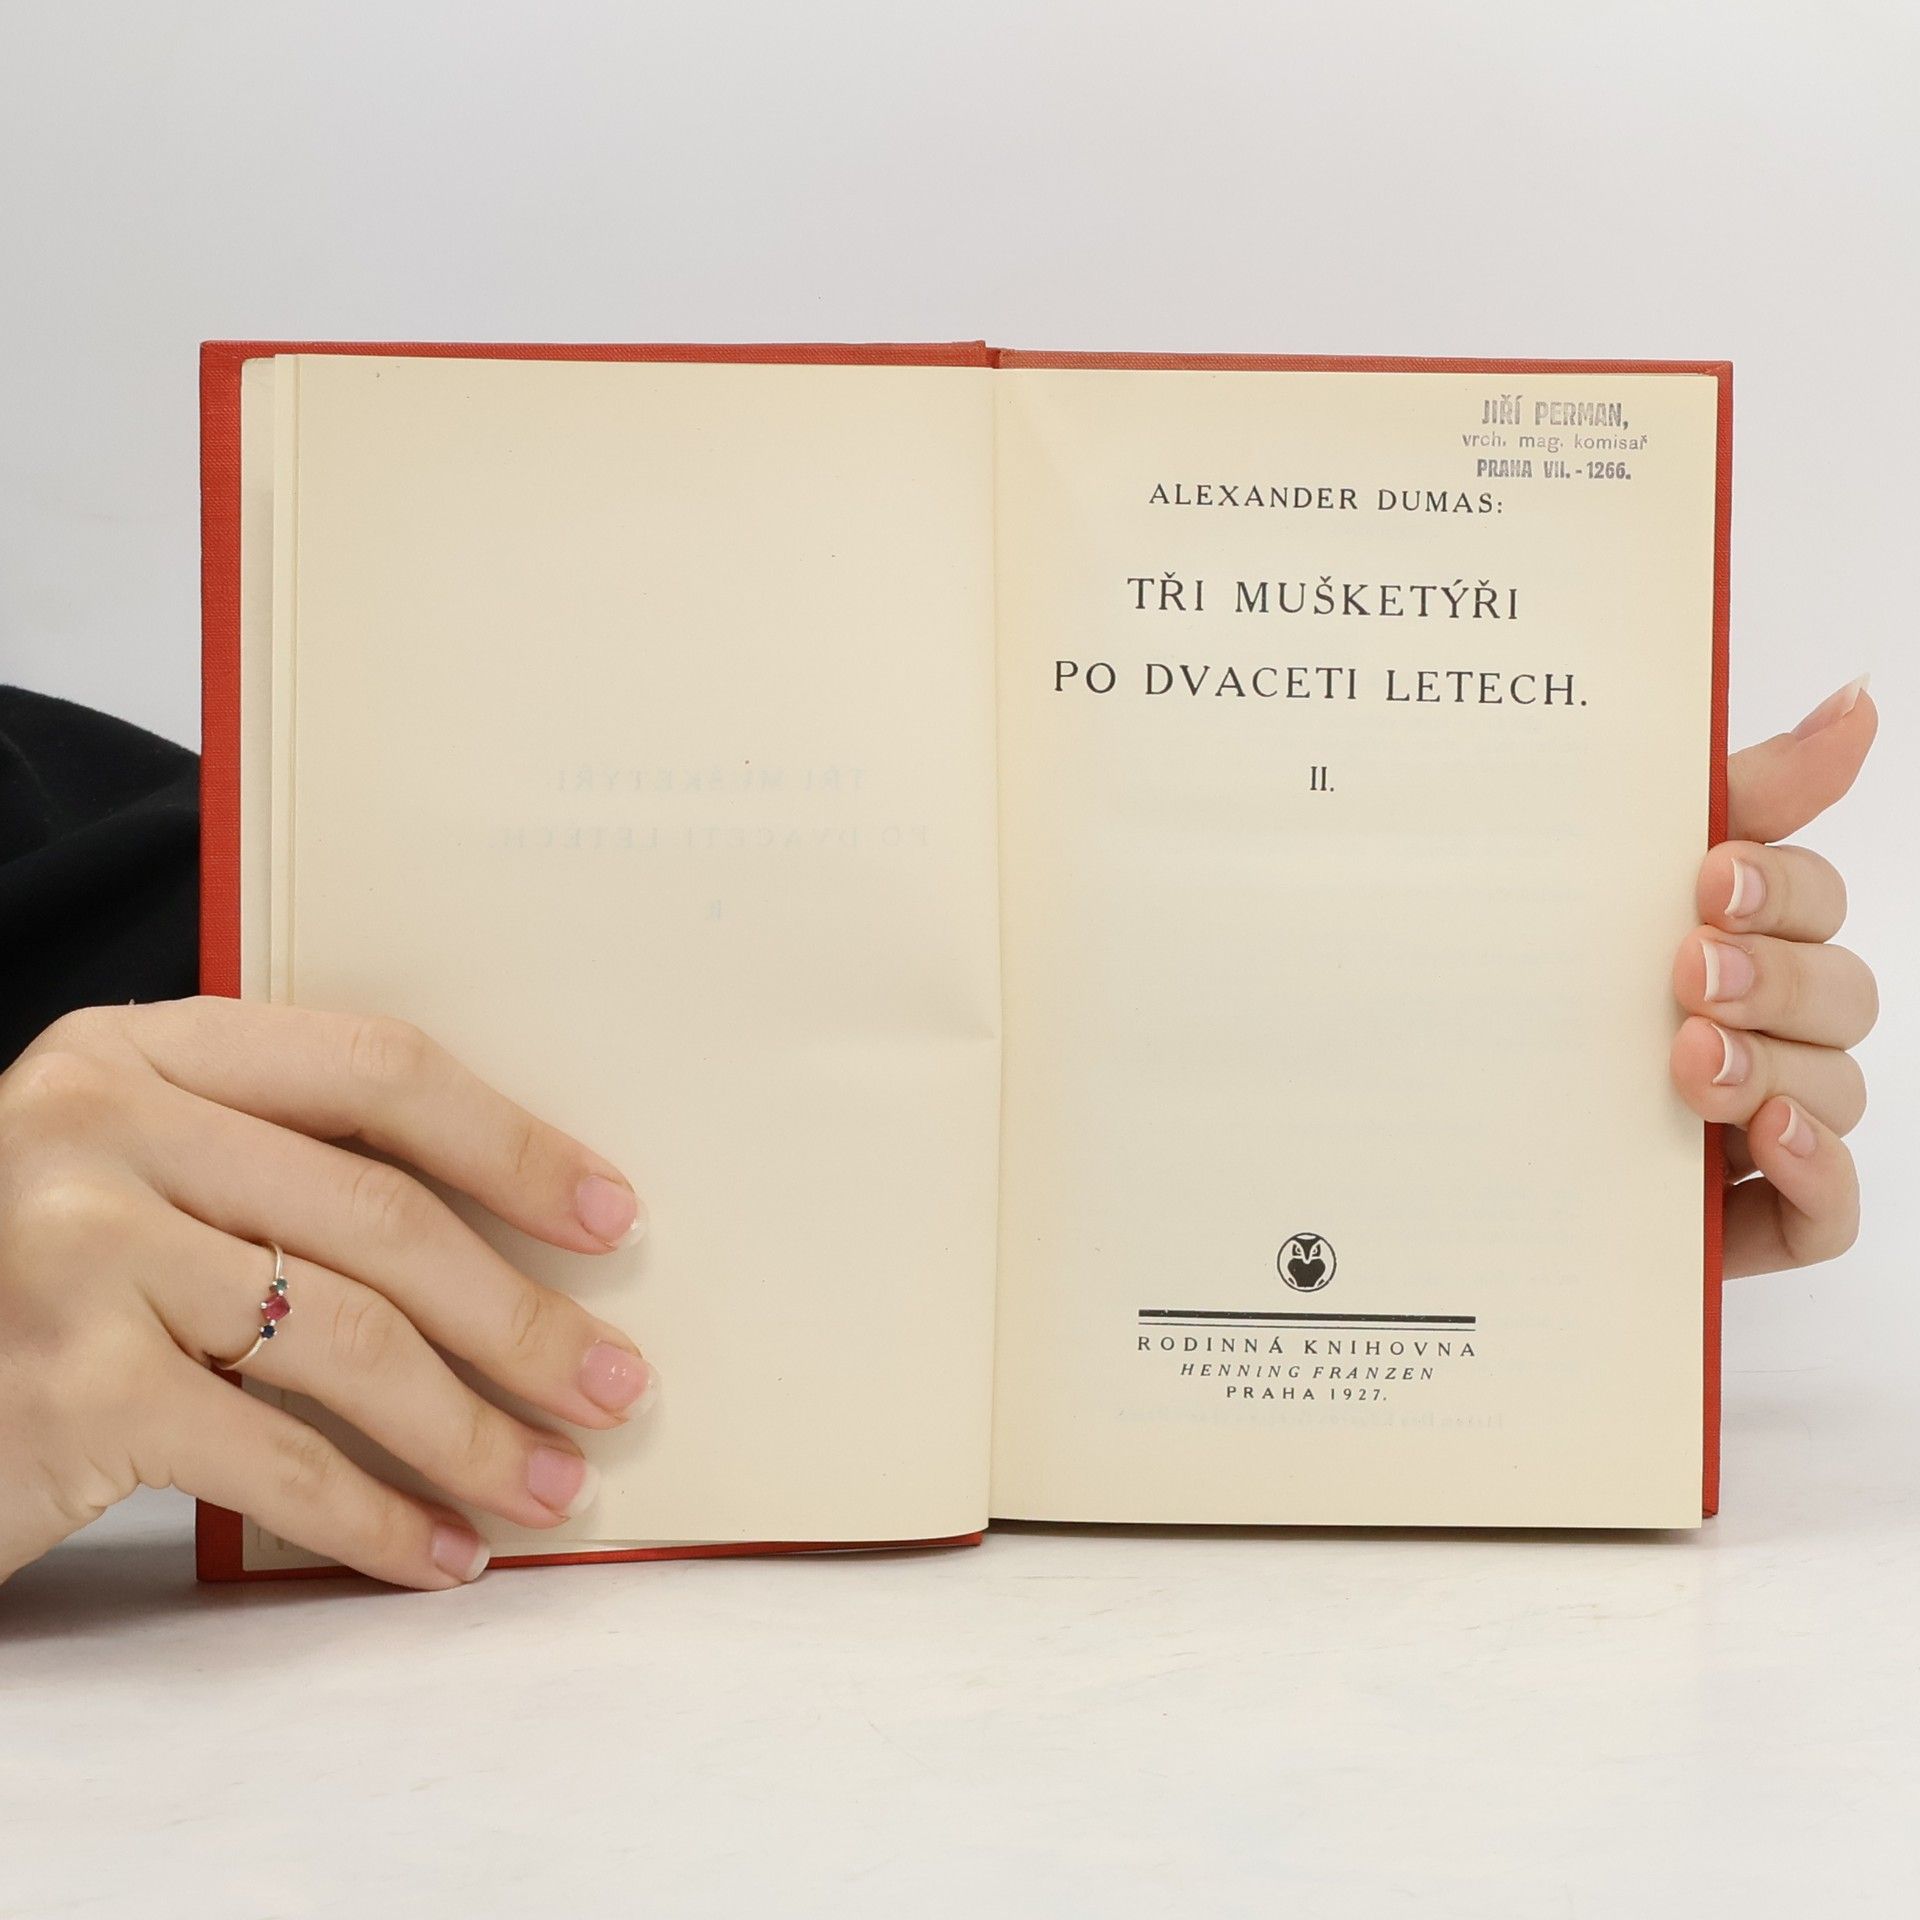 JIŘÍ PERMAN,
vrch. mag. komisař
PRAHA VII. - 1266.
ALEXANDER DUMAS:
TŘI MUŠKETÝŘI
PO DVACETI LETECH.
II.
RODINNÁ KNIHOVNA
HENNING FRANZEN
PRAHA 1927.